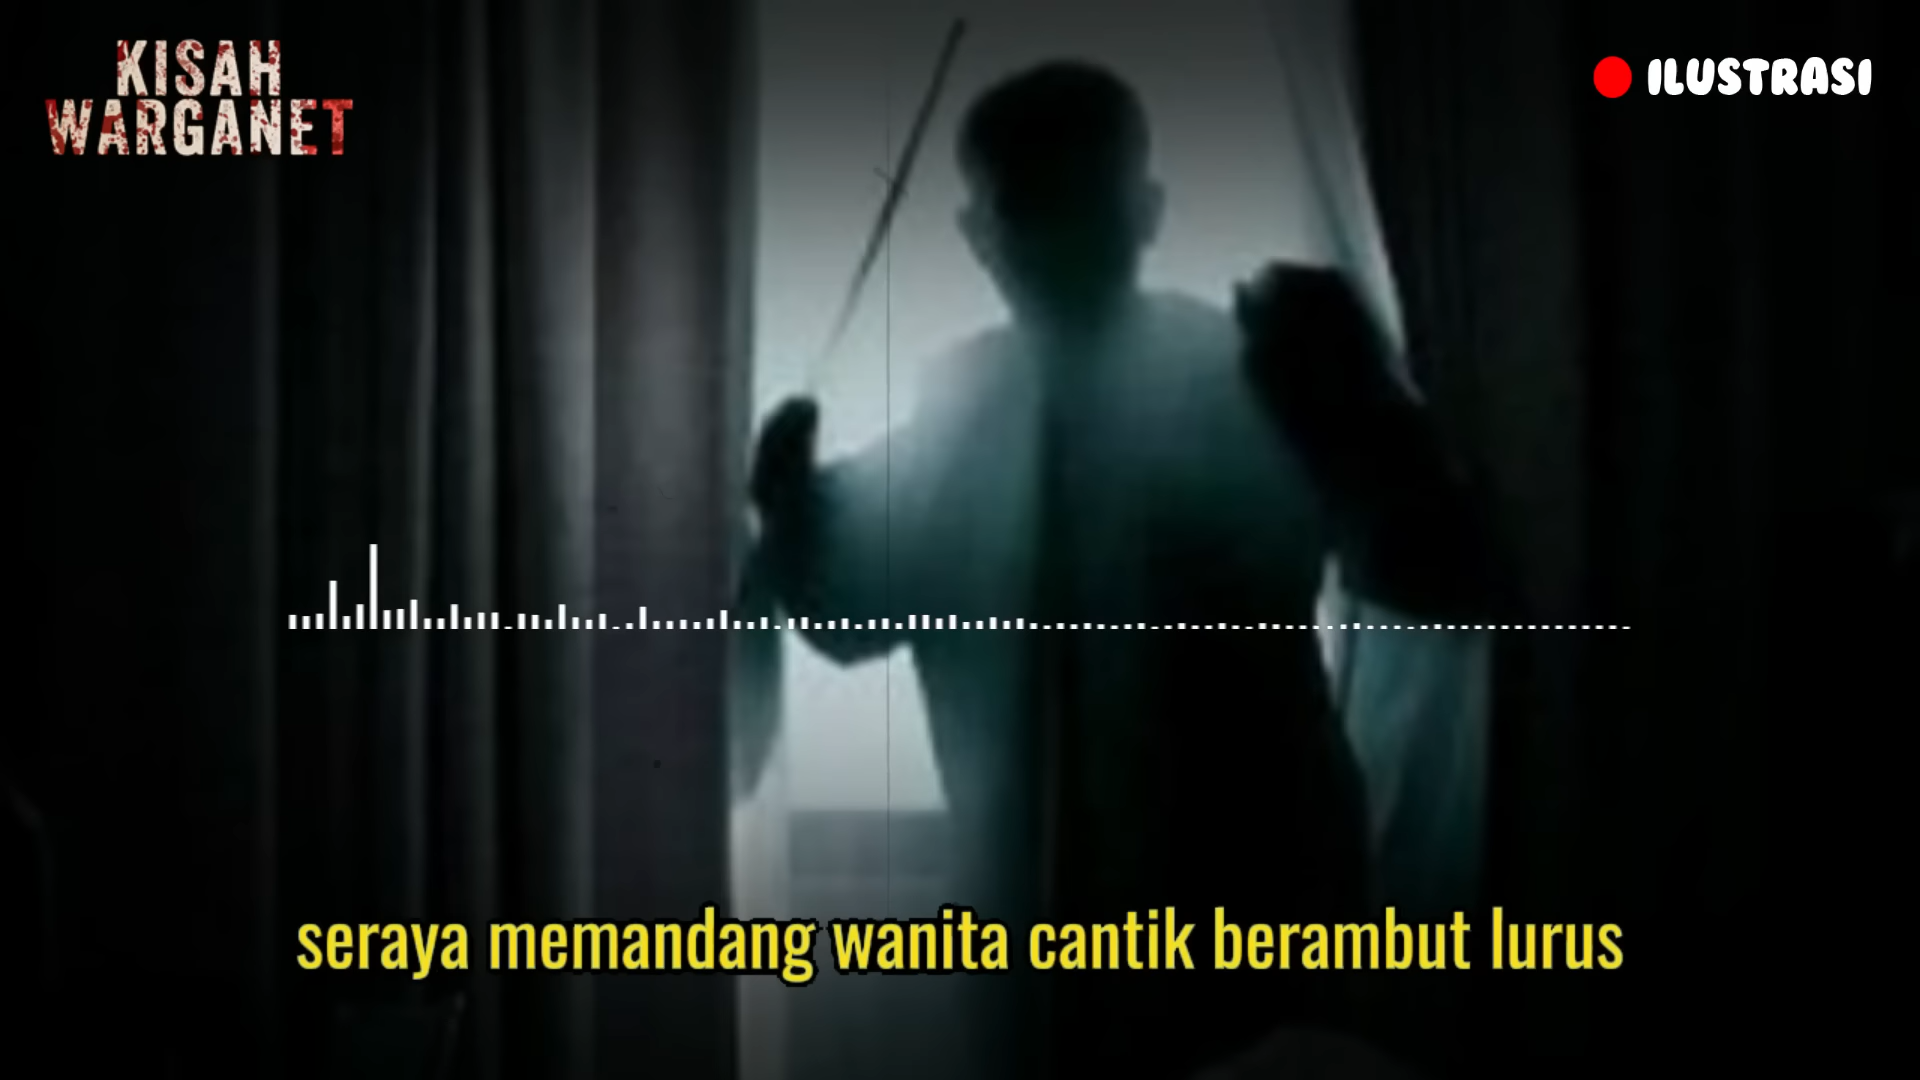 KISAH
WARGANET
ILUSTRASI
seraya memandang wanita cantik berambut lurus